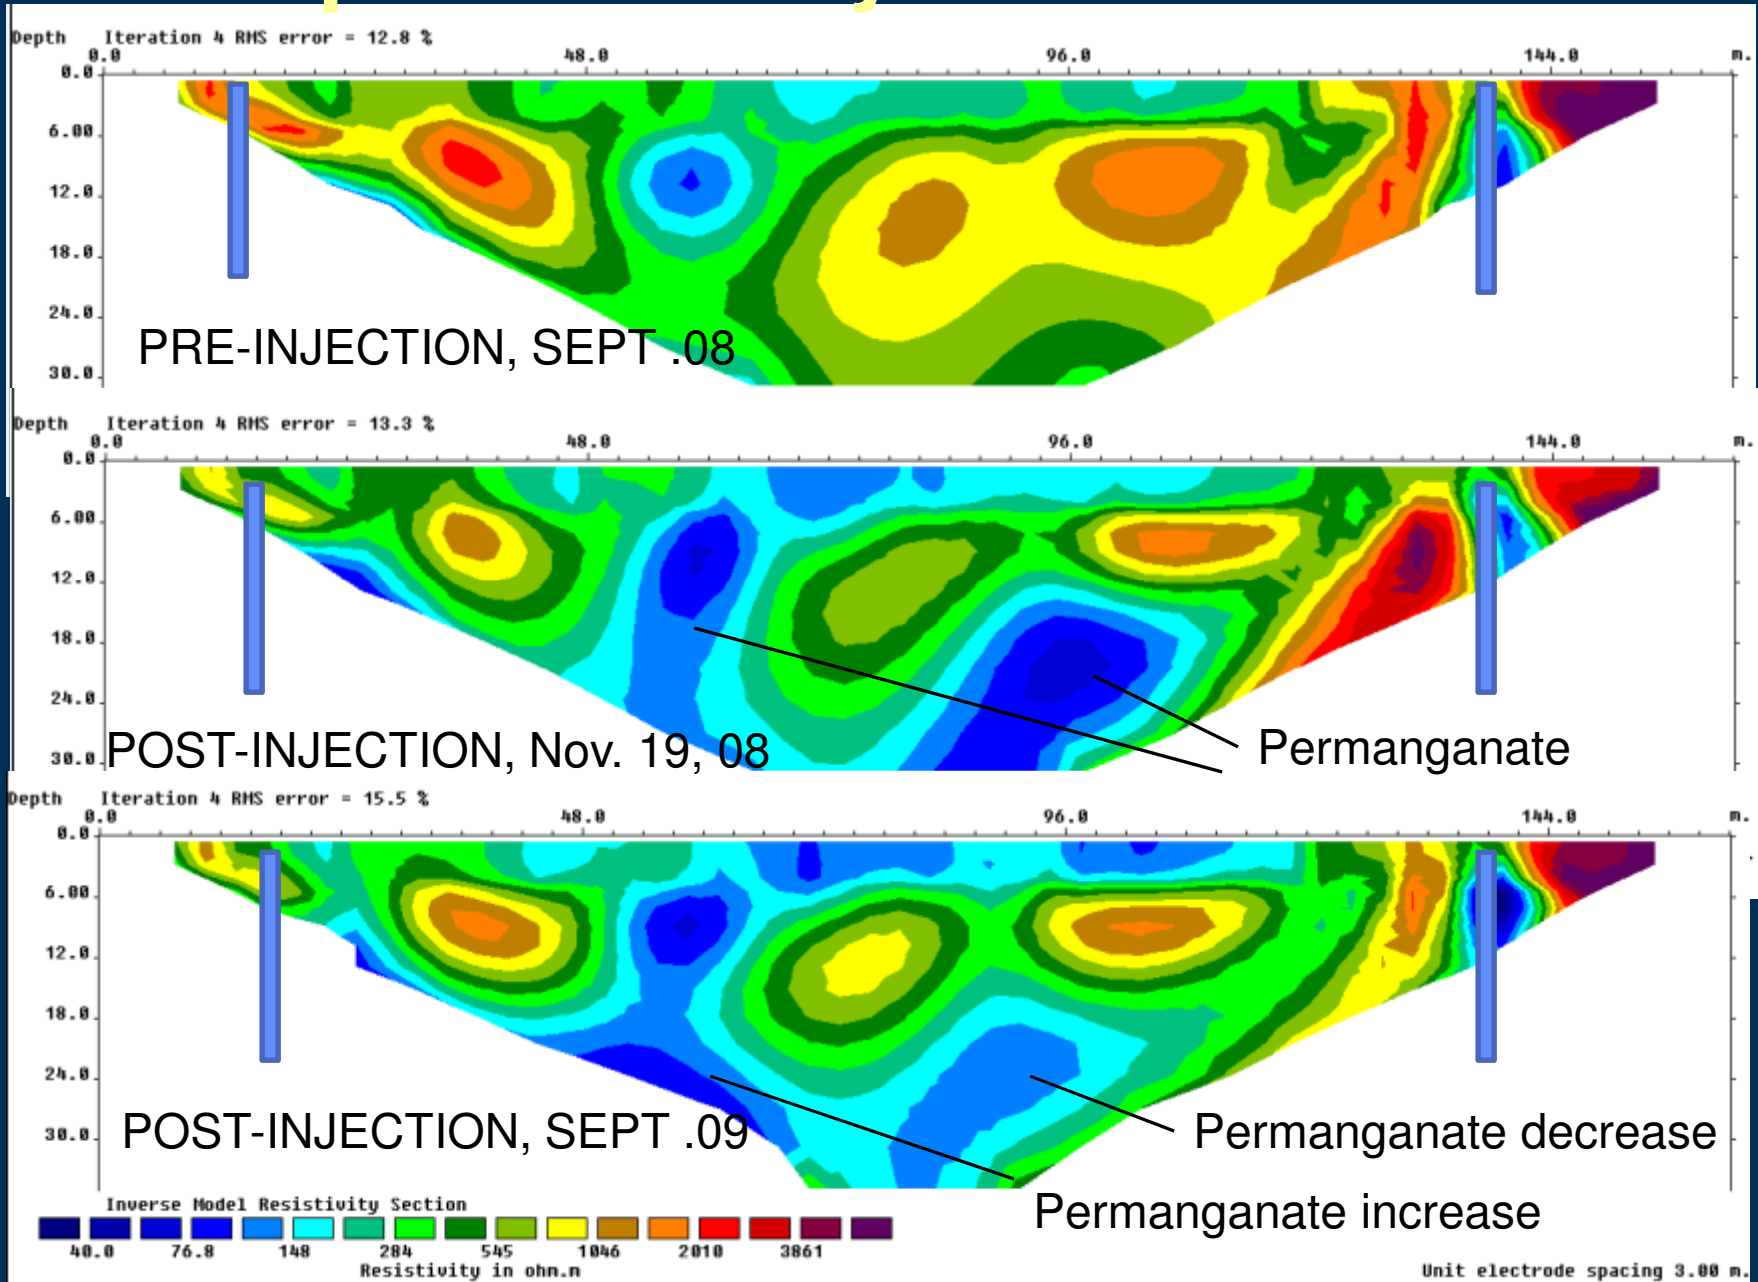 Depth Iteration 4 RMS error = 12.8 %
0.0 48.0 96.0 144.0 m.
0.0
6.00
12.0
18.0
24.0
30.0
PRE-INJECTION, SEPT .08
Depth Iteration 4 RMS error = 13.3 %
0.0 48.0 96.0 144.0 m.
0.0
6.00
12.0
18.0
24.0
30.0
POST-INJECTION, Nov. 19, 08
Permanganate
Depth Iteration 4 RMS error = 15.5 %
0.0 48.0 96.0 144.0 m.
0.0
6.00
12.0
18.0
24.0
30.0
POST-INJECTION, SEPT .09
Permanganate decrease
Permanganate increase
Inverse Model Resistivity Section
40.0 76.8 148 284 545 1046 2010 3861
Resistivity in ohm.m
Unit electrode spacing 3.00 m.